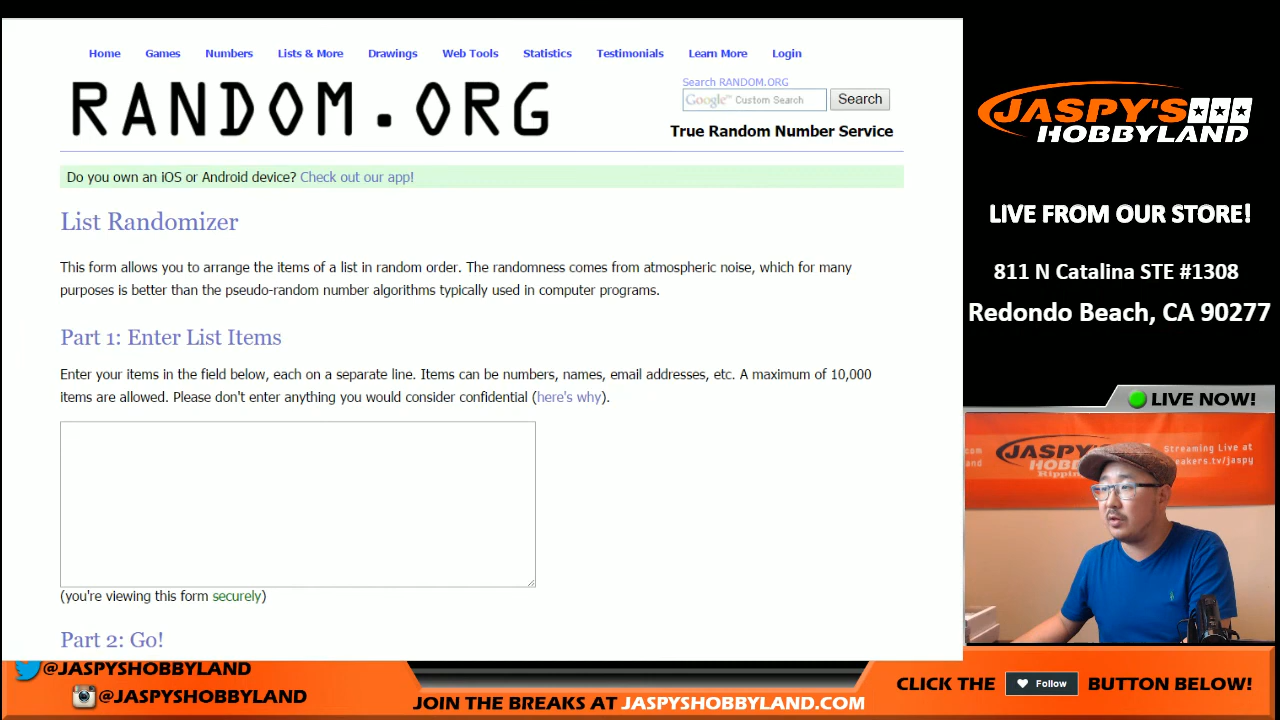 Home Games Numbers Lists & More Drawings Web Tools Statistics Testimonials Learn More Login
RANDOM.ORG
Search RANDOM.ORG
Google™ Custom Search Search
True Random Number Service
Do you own an iOS or Android device? Check out our app!
List Randomizer
This form allows you to arrange the items of a list in random order. The randomness comes from atmospheric noise, which for many
purposes is better than the pseudo-random number algorithms typically used in computer programs.
Part 1: Enter List Items
Enter your items in the field below, each on a separate line. Items can be numbers, names, email addresses, etc. A maximum of 10,000
items are allowed. Please don't enter anything you would consider confidential (here's why).
(you're viewing this form securely)
Part 2: Go!
JASPY'S
HOBBYLAND
LIVE FROM OUR STORE!
811 N Catalina STE #1308
Redondo Beach, CA 90277
LIVE NOW!
JASPY
Streaming Live at
@JASPYSHOBBYLAND
@JASPYSHOBBYLAND
JOIN THE BREAKS AT JASPYSHOBBYLAND.COM
CLICK THE Follow BUTTON BELOW!